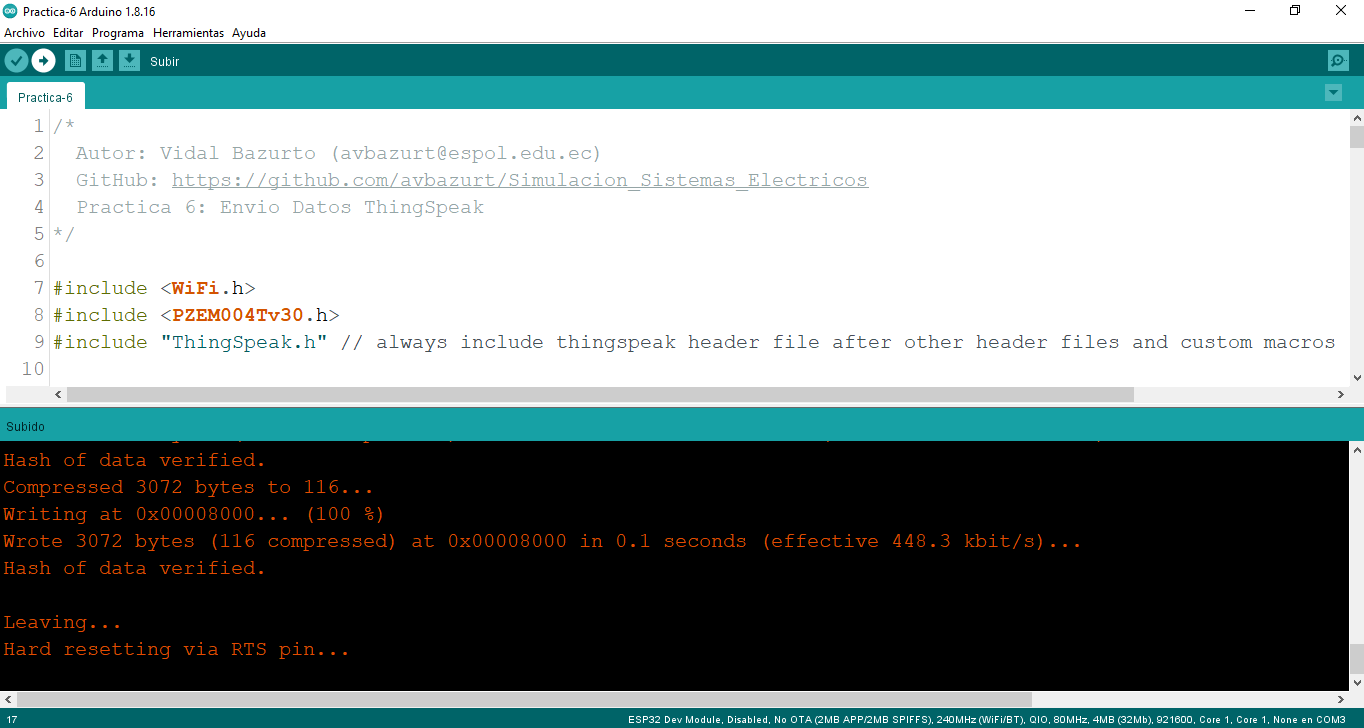 Practica-6 Arduino 1.8.16
Archivo Editar Programa Herramientas Ayuda
Subir
Practica-6
1 /*
2 Autor: Vidal Bazurto (avbazurt@espol.edu.ec)
3 GitHub: https://github.com/avbazurt/Simulacion_Sistemas_Electricos
4 Practica 6: Envio Datos ThingSpeak
5 */
6
7 #include <WiFi.h>
8 #include <PZEM004Tv30.h>
9 #include "ThingSpeak.h" // always include thingspeak header file after other header files and custom macros
10
Subido
Hash of data verified.
Compressed 3072 bytes to 116...
Writing at 0x00008000... (100 %)
Wrote 3072 bytes (116 compressed) at 0x00008000 in 0.1 seconds (effective 448.3 kbit/s)...
Hash of data verified.
Leaving...
Hard resetting via RTS pin...
17
ESP32 Dev Module, Disabled, No OTA (2MB APP/2MB SPIFFS), 240MHz (WiFi/BT), QIO, 80MHz, 4MB (32Mb), 921600, Core 1, Core 1, None en COM3